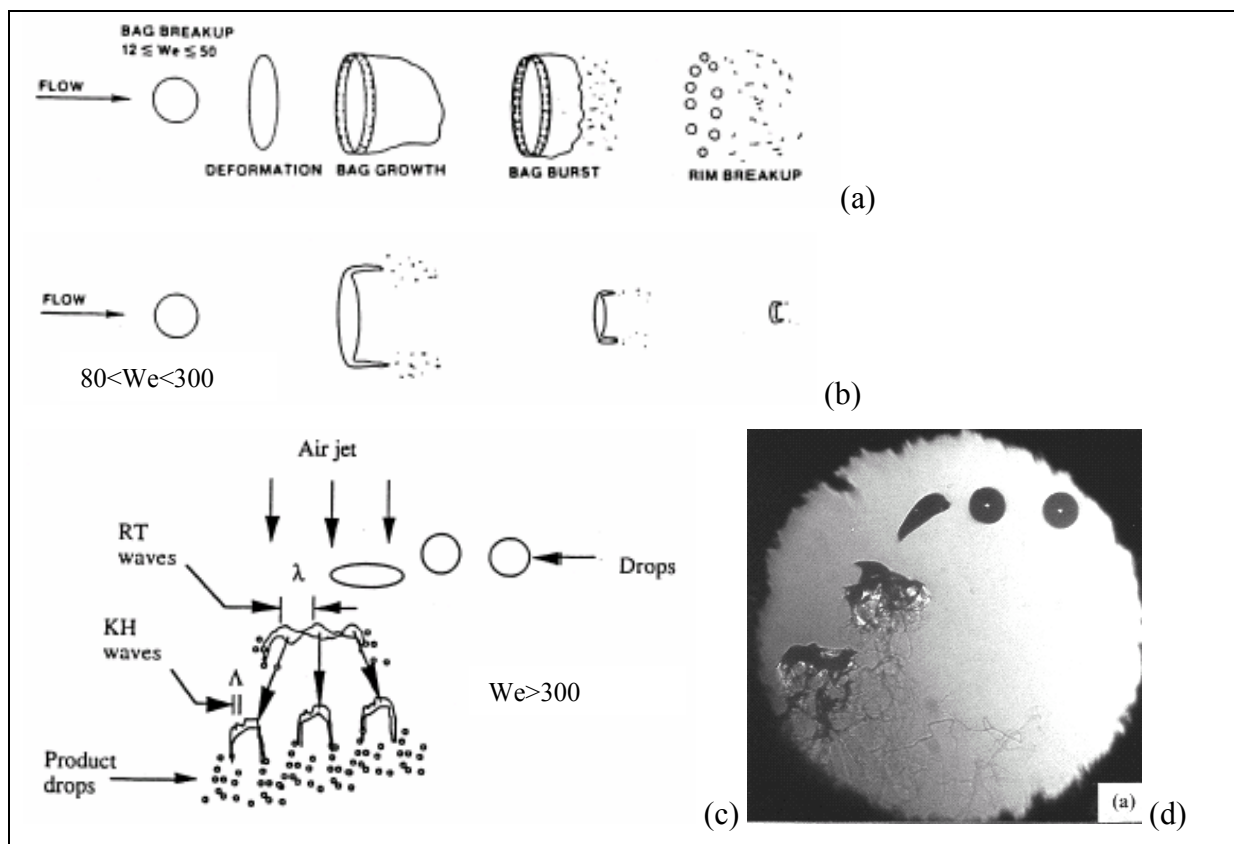 BAG BREAKUP
12 ≦ We ≦ 50
FLOW
DEFORMATION
BAG GROWTH
BAG BURST
RIM BREAKUP
(a)
FLOW
80<We<300
(b)
Air jet
RT
waves
λ
Drops
KH
waves
Λ
We>300
Product
drops
(c)
(a)
(d)